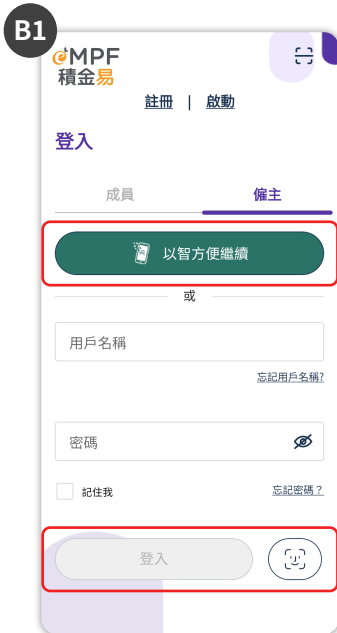 B1
eMPF
積金易
註冊 | 啟動
登入
成員 僱主
以智方便繼續
或
用戶名稱
忘記用戶名稱?
密碼
記住我 忘記密碼？
登入